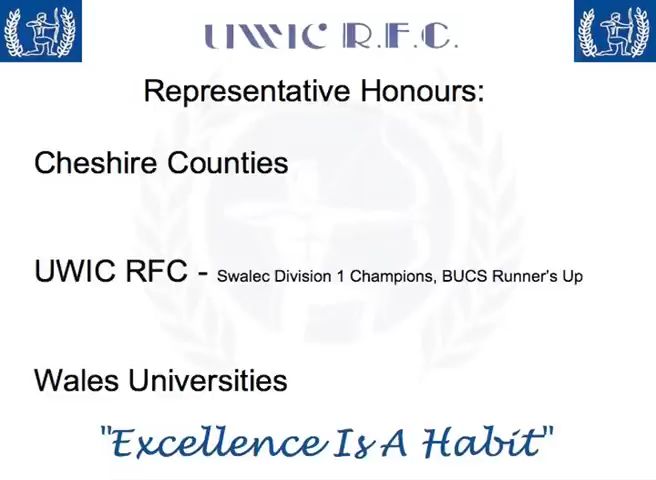 UWIC R.F.C.
Representative Honours:
Cheshire Counties
UWIC RFC - Swalec Division 1 Champions, BUCS Runner's Up
Wales Universities
"Excellence Is A Habit"